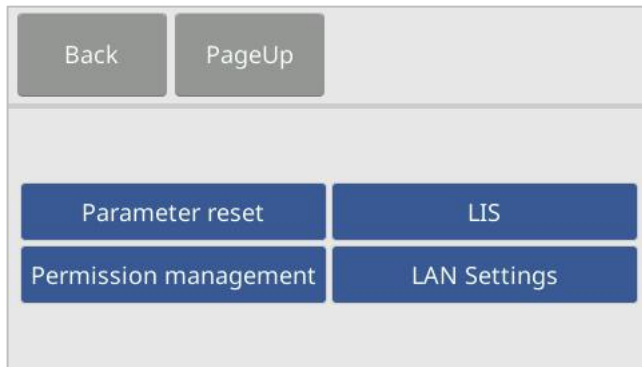 Back PageUp
Parameter reset LIS
Permission management LAN Settings